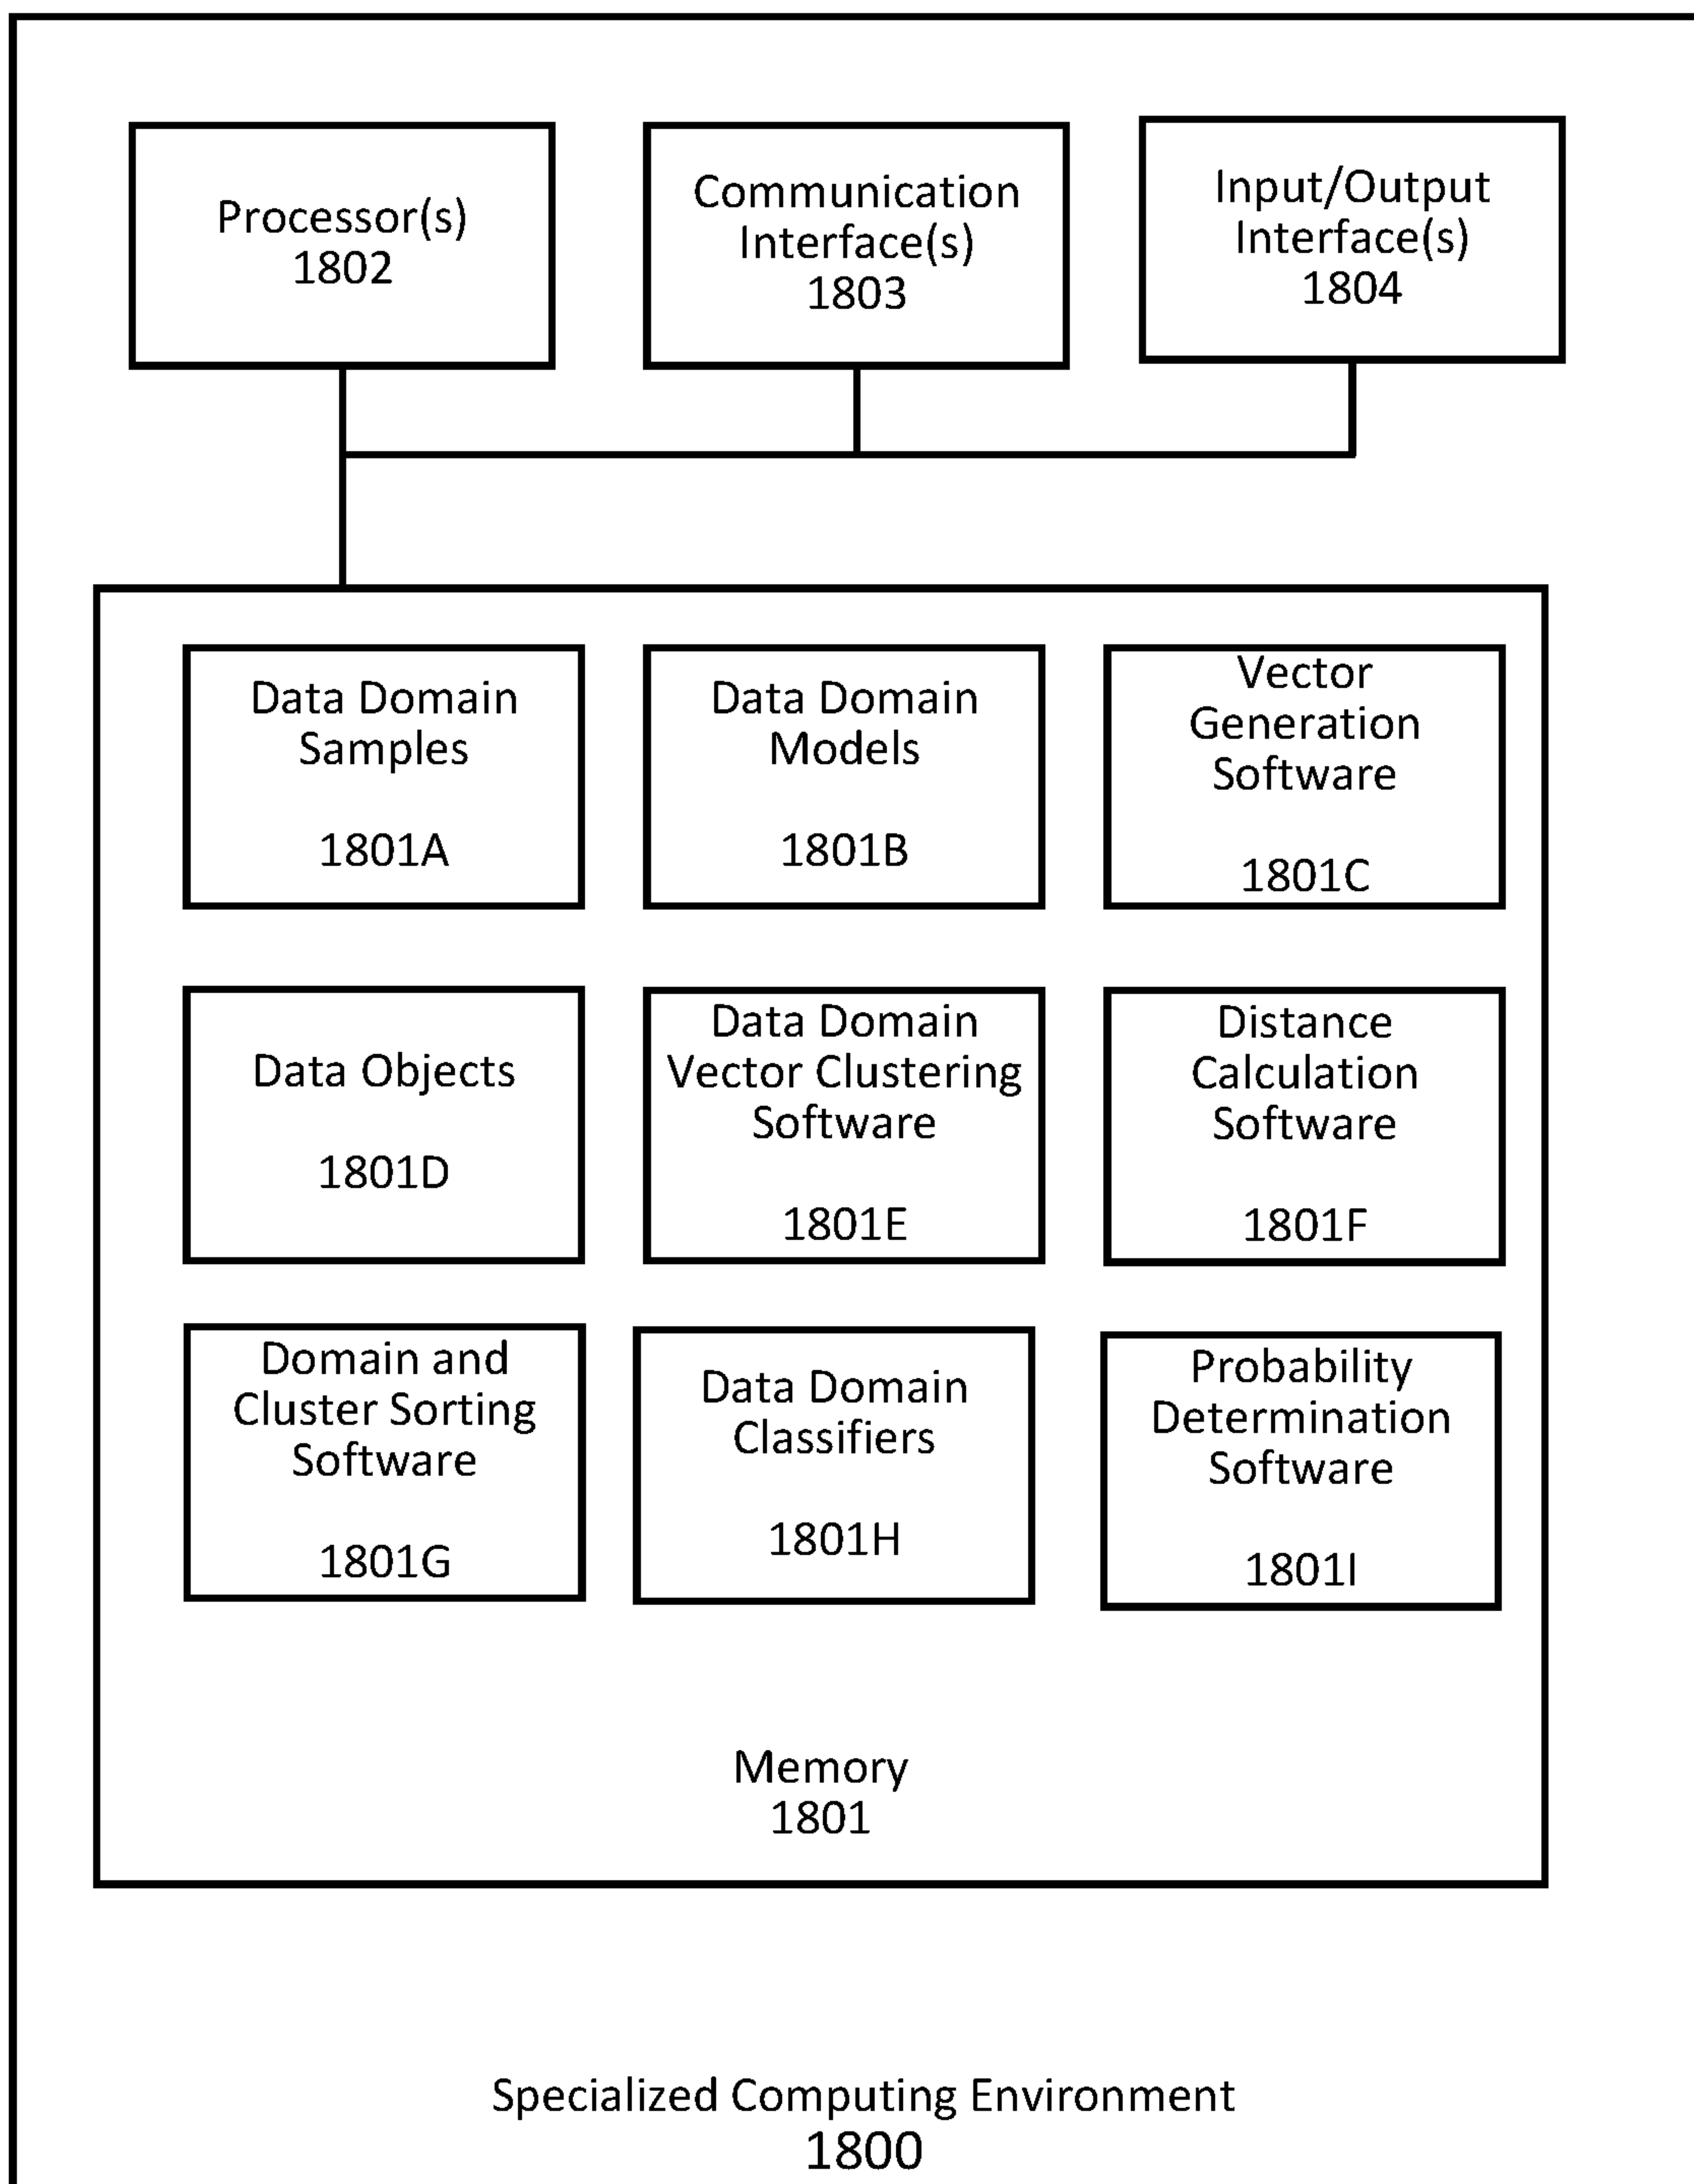 Processor(s)
1802
Communication
Interface(s)
1803
Input/Output
Interface(s)
1804
Data Domain
Samples
1801A
Data Domain
Models
1801B
Vector
Generation
Software
1801C
Data Objects
1801D
Data Domain
Vector Clustering
Software
1801E
Distance
Calculation
Software
1801F
Domain and
Cluster Sorting
Software
1801G
Data Domain
Classifiers
1801H
Probability
Determination
Software
1801I
Memory
1801
Specialized Computing Environment
1800